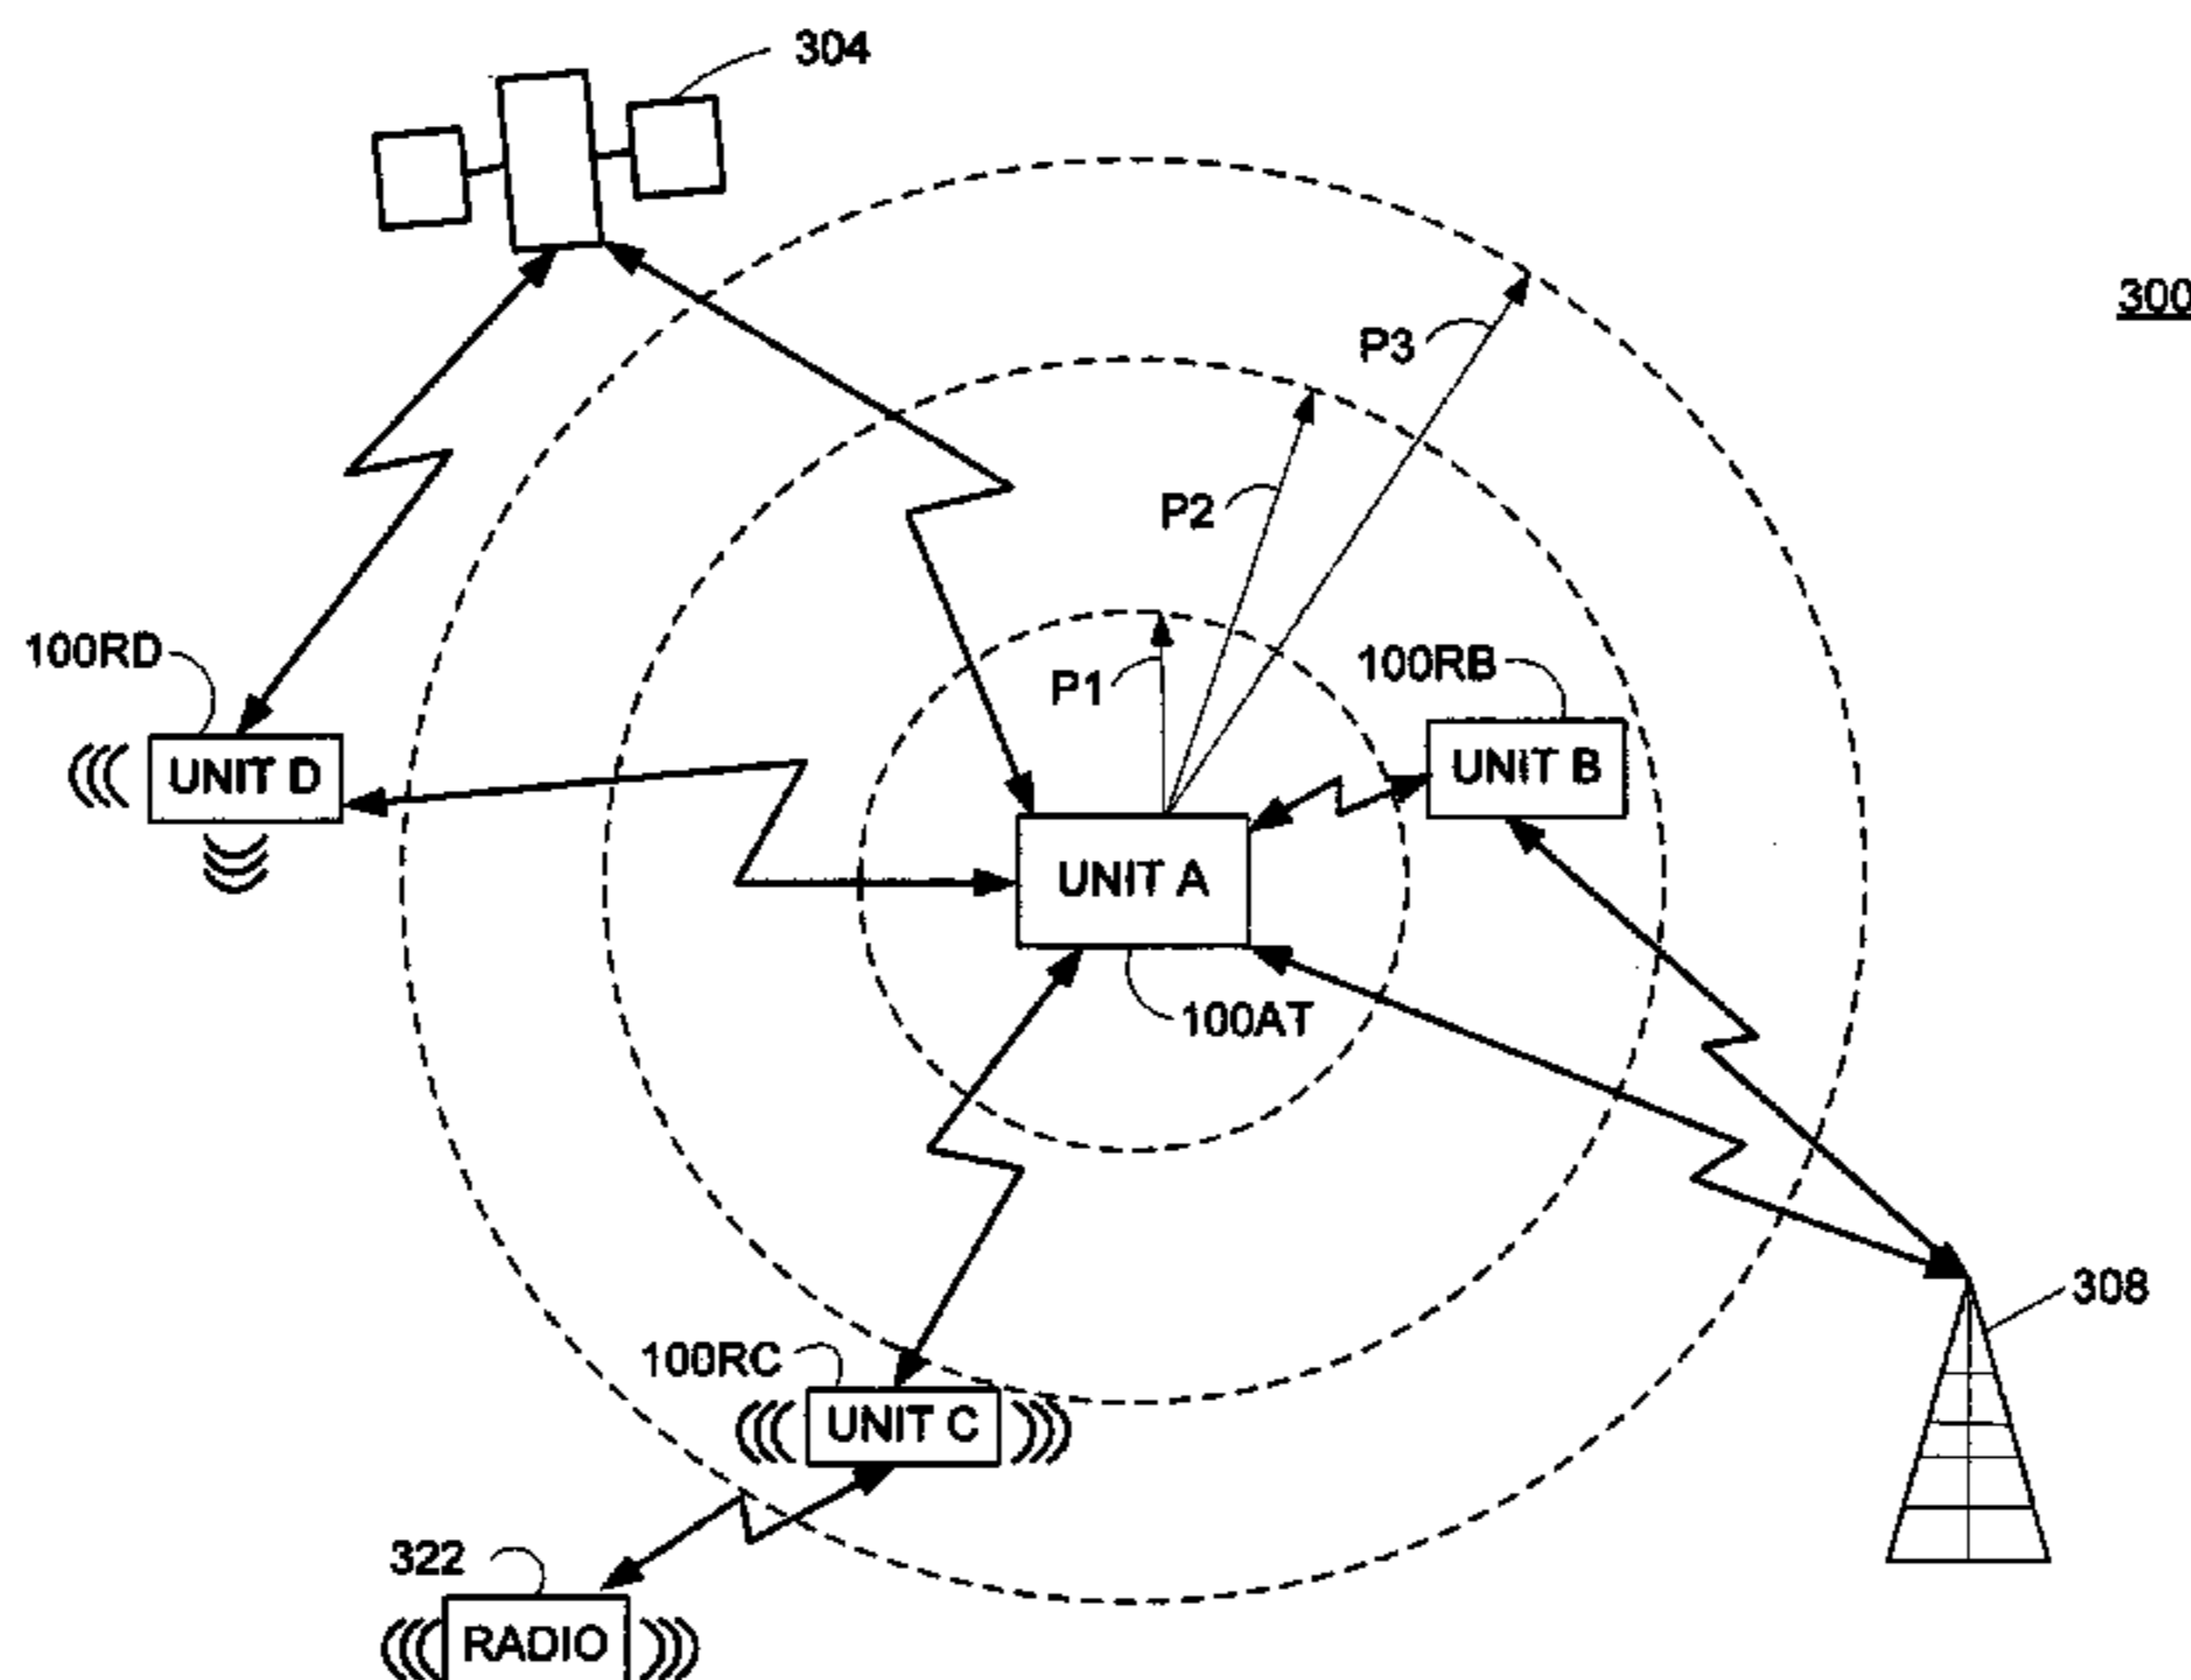 304
300
P3
P2
100RD
P1
100RB
UNIT D
UNIT B
UNIT A
100AT
308
100RC
UNIT C
322
RADIO